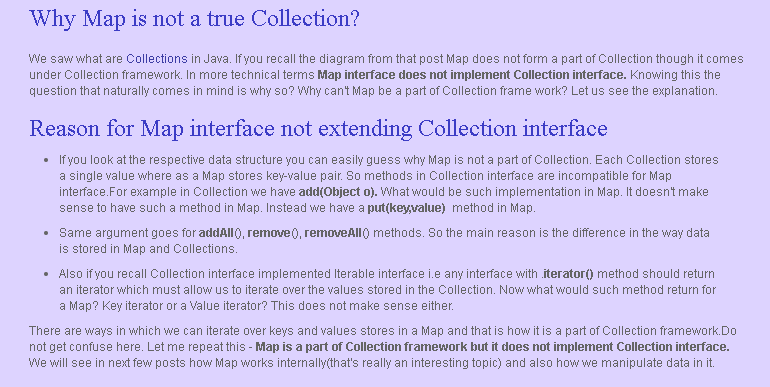 Why Map is not a true Collection?
We saw what are Collections in Java. If you recall the diagram from that post Map does not form a part of Collection though it comes
under Collection framework. In more technical terms Map interface does not implement Collection interface. Knowing this the
question that naturally comes in mind is why so? Why can't Map be a part of Collection frame work? Let us see the explanation.
Reason for Map interface not extending Collection interface
• If you look at the respective data structure you can easily guess why Map is not a part of Collection. Each Collection stores
a single value where as a Map stores key-value pair. So methods in Collection interface are incompatible for Map
interface.For example in Collection we have add(Object o). What would be such implementation in Map. It doesn't make
sense to have such a method in Map. Instead we have a put(key,value) method in Map.
• Same argument goes for addAll(), remove(), removeAll() methods. So the main reason is the difference in the way data
is stored in Map and Collections.
• Also if you recall Collection interface implemented Iterable interface i.e any interface with .iterator() method should return
an iterator which must allow us to iterate over the values stored in the Collection. Now what would such method return for
a Map? Key iterator or a Value iterator? This does not make sense either.
There are ways in which we can iterate over keys and values stores in a Map and that is how it is a part of Collection framework.Do
not get confuse here. Let me repeat this - Map is a part of Collection framework but it does not implement Collection interface.
We will see in next few posts how Map works internally(that's really an interesting topic) and also how we manipulate data in it.